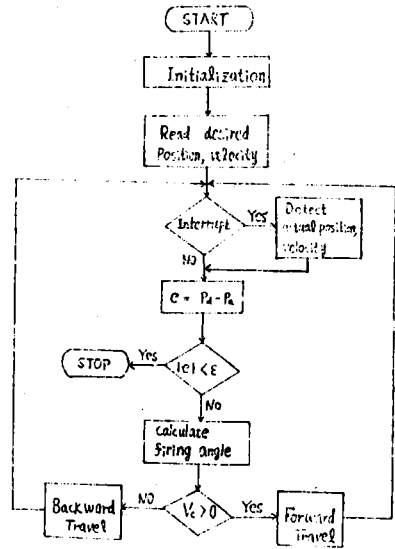 START
Initialization
Read desired
Position, velocity
Interrupt
Yes
Detect
actual position
velocity
NO
e = Pd - Pa
STOP
Yes
|e| < ε
NO
Calculate
Firing angle
Backword
Travel
NO
Vc > 0
Yes
Forward
Travel